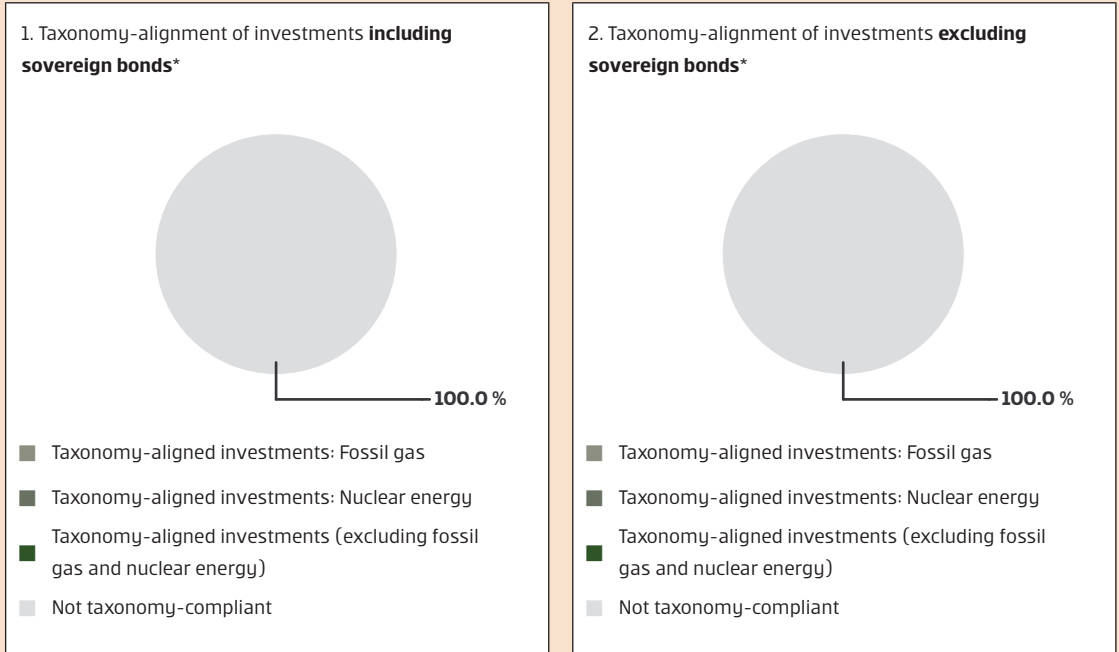 1. Taxonomy-alignment of investments including
sovereign bonds*
100.0 %
Taxonomy-aligned investments: Fossil gas
Taxonomy-aligned investments: Nuclear energy
Taxonomy-aligned investments (excluding fossil
gas and nuclear energy)
Not taxonomy-compliant
2. Taxonomy-alignment of investments excluding
sovereign bonds*
100.0 %
Taxonomy-aligned investments: Fossil gas
Taxonomy-aligned investments: Nuclear energy
Taxonomy-aligned investments (excluding fossil
gas and nuclear energy)
Not taxonomy-compliant